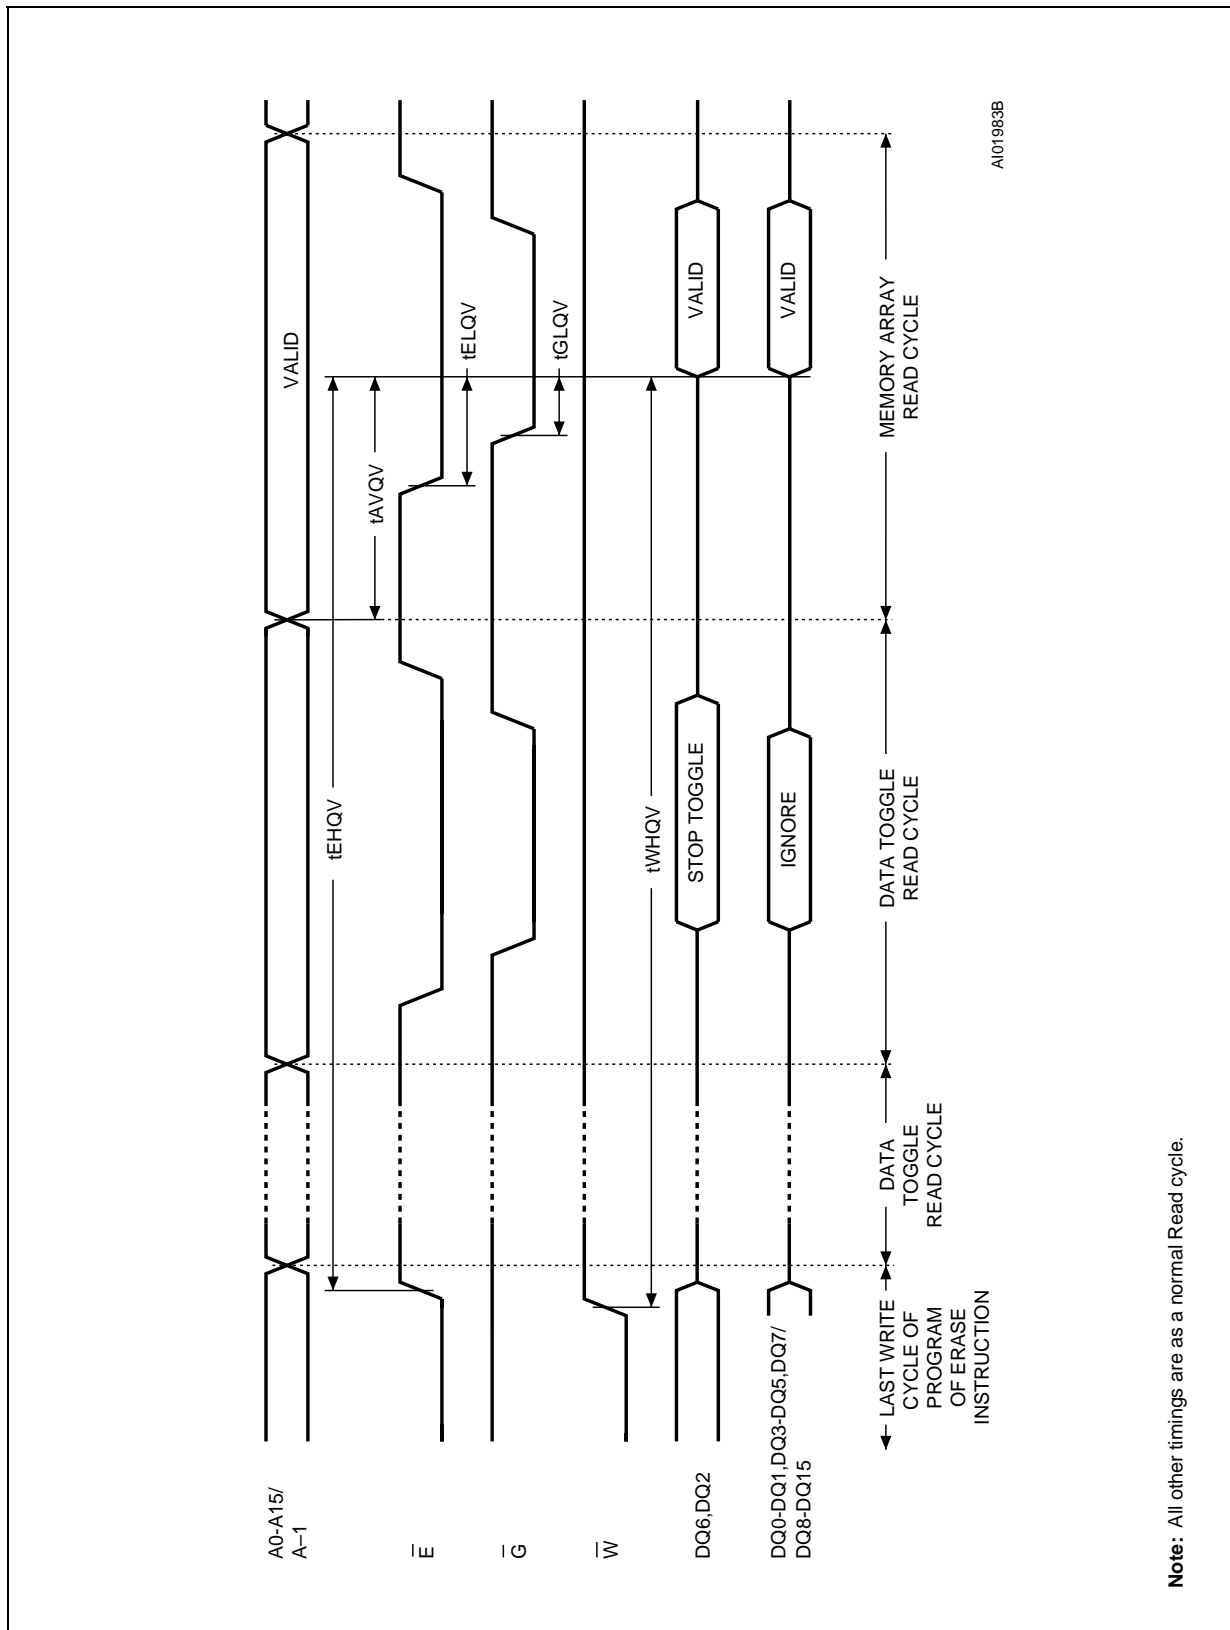 A0-A15/
A–1
VALID
tEHQV
tAVQV
E
tELQV
G
tGLQV
W
tWHQV
DQ6,DQ2
STOP TOGGLE
VALID
DQ0-DQ1,DQ3-DQ5,DQ7/
DQ8-DQ15
IGNORE
VALID
LAST WRITE
CYCLE OF
PROGRAM
OF ERASE
INSTRUCTION
DATA
TOGGLE
READ CYCLE
DATA TOGGLE
READ CYCLE
MEMORY ARRAY
READ CYCLE
AI01983B
Note: All other timings are as a normal Read cycle.